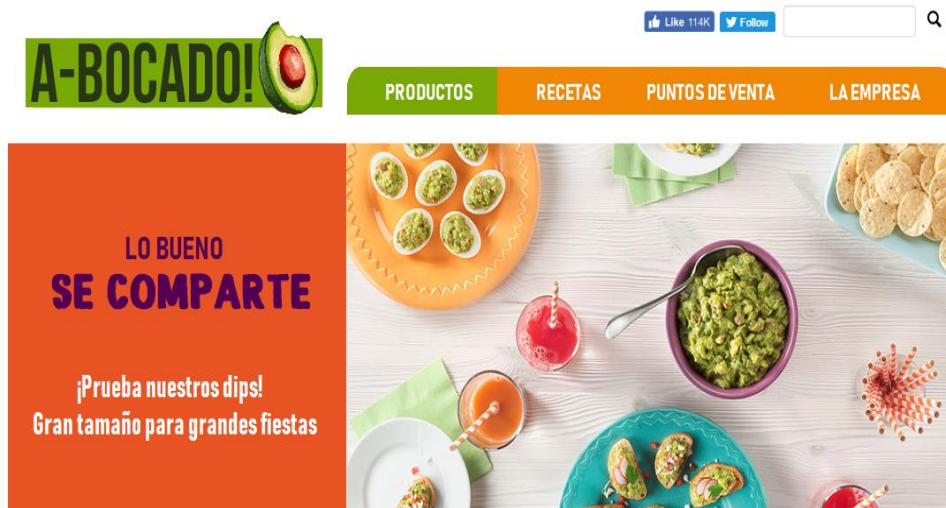 Like 114K
Follow
A-BOCADO!
PRODUCTOS
RECETAS
PUNTOS DE VENTA
LA EMPRESA
LO BUENO
SE COMPARTE
¡Prueba nuestros dips!
Gran tamaño para grandes fiestas